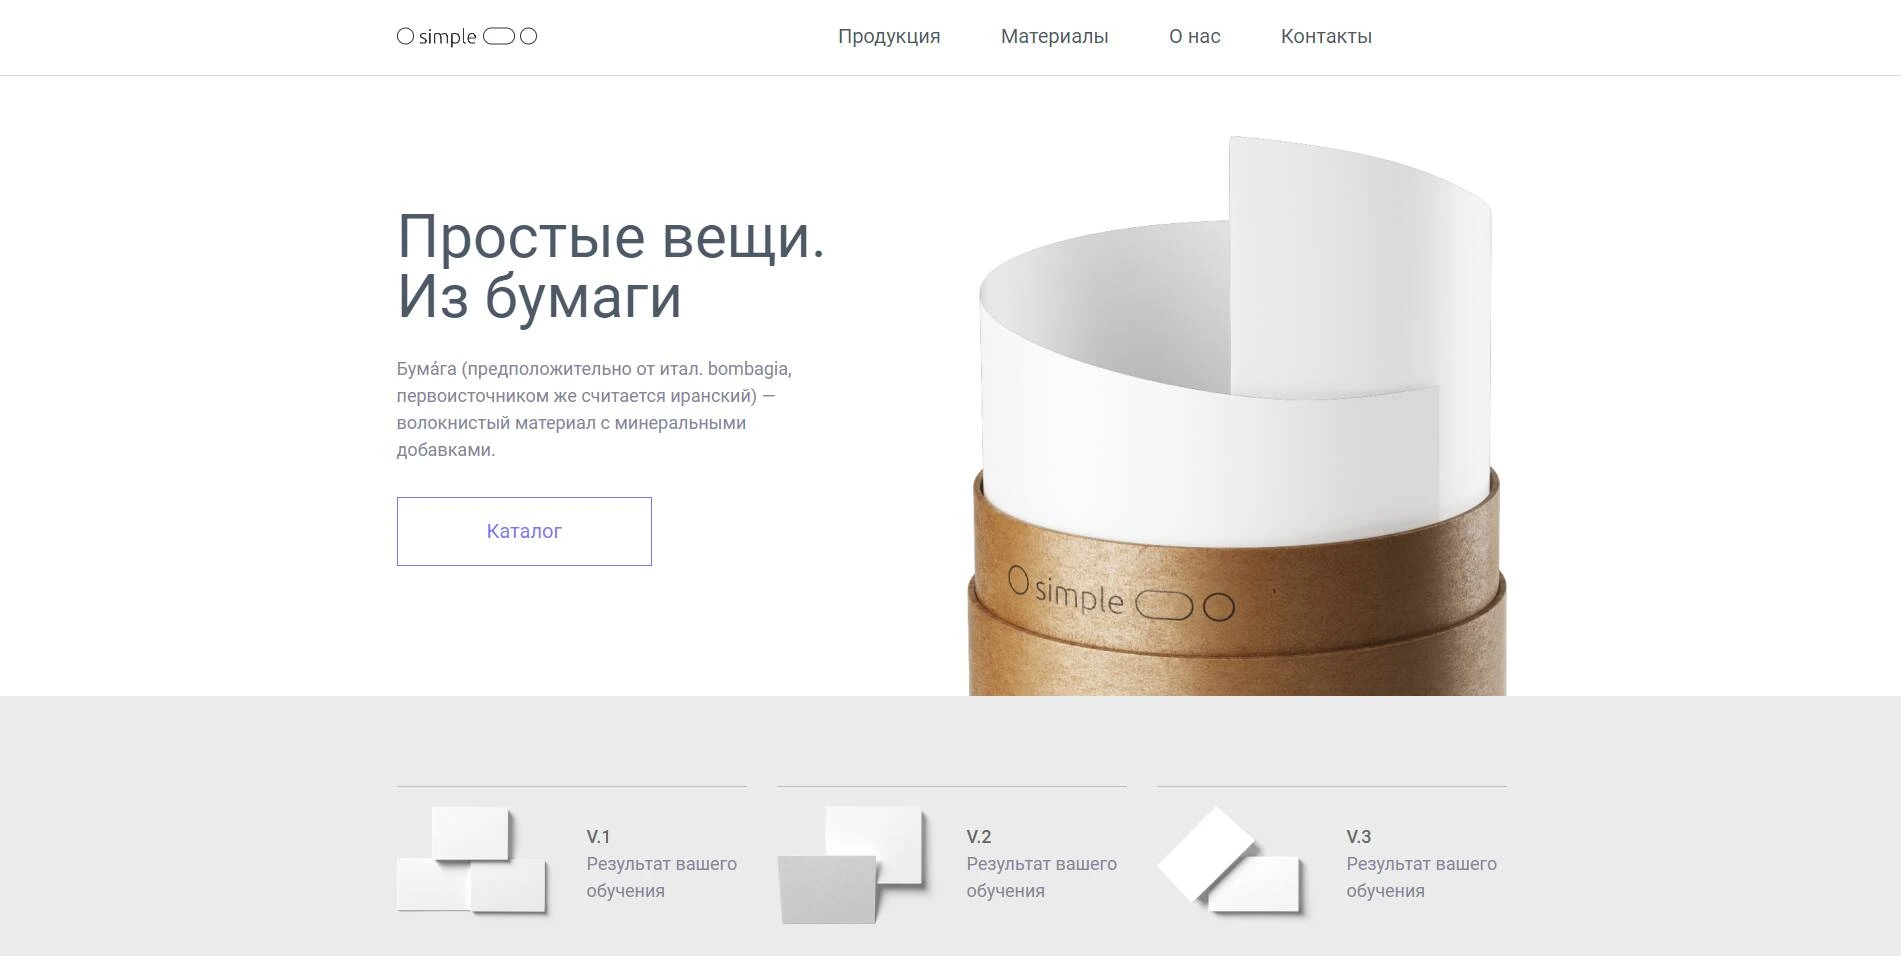 simple
Продукция
Материалы
О нас
Контакты
Простые вещи.
Из бумаги
Бума́га (предположительно от итал. bombagia,
первоисточником же считается иранский) —
волокнистый материал с минеральными
добавками.
Каталог
simple
V.1
Результат вашего
обучения
V.2
Результат вашего
обучения
V.3
Результат вашего
обучения